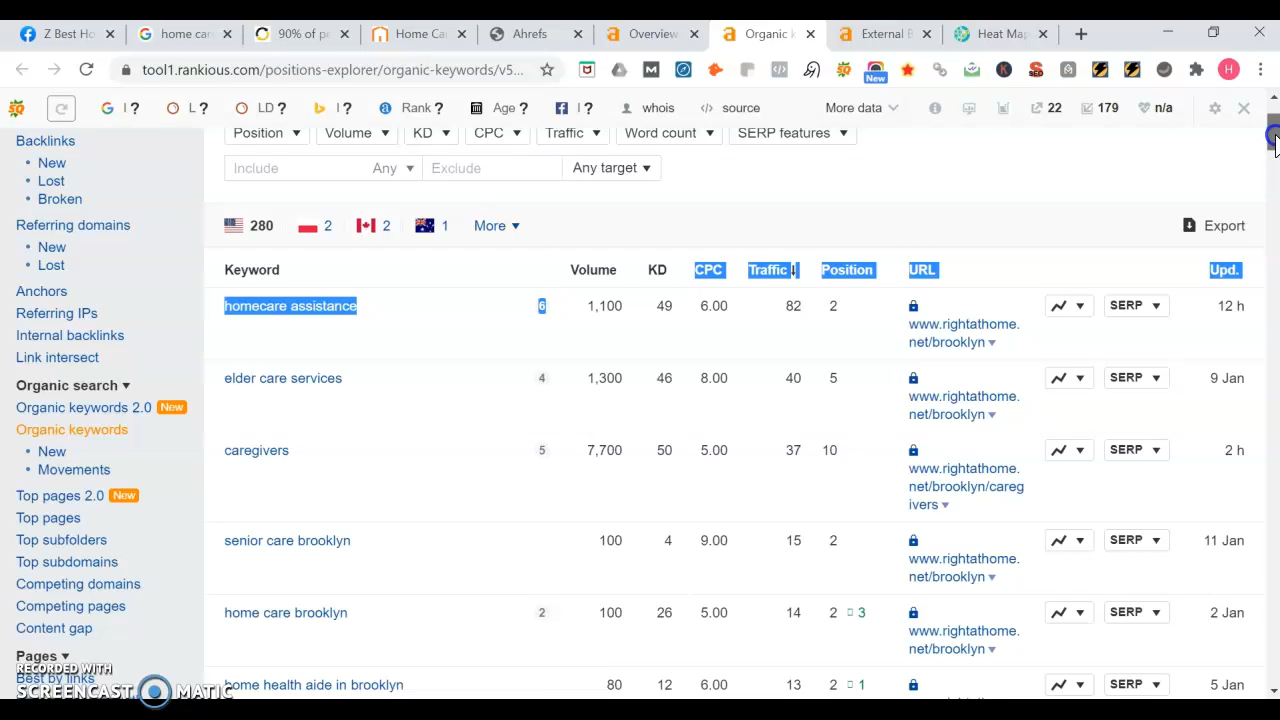 Z Best Ho
home car
90% of pe
Home Ca
Ahrefs
Overview
Organic k
External B
Heat Map
tool1.rankious.com/positions-explorer/organic-keywords/v5...
New
H
I ?
L ?
LD ?
I ?
Rank ?
Age ?
I ?
whois
source
More data
22
179
n/a
Position
Volume
KD
CPC
Traffic
Word count
SERP features
Include
Any
Exclude
Any target
280
2
2
1
More
Export
Keyword
Volume
KD
CPC
Traffic
Position
URL
Upd.
homecare assistance
6
1,100
49
6.00
82
2
www.rightathome.
net/brooklyn
SERP
12 h
elder care services
4
1,300
46
8.00
40
5
www.rightathome.
net/brooklyn
SERP
9 Jan
caregivers
5
7,700
50
5.00
37
10
www.rightathome.
net/brooklyn/careg
ivers
SERP
2 h
senior care brooklyn
100
4
9.00
15
2
www.rightathome.
net/brooklyn
SERP
11 Jan
home care brooklyn
2
100
26
5.00
14
2
3
www.rightathome.
net/brooklyn
SERP
2 Jan
home health aide in brooklyn
80
12
6.00
13
2
1
SERP
5 Jan
Backlinks
New
Lost
Broken
Referring domains
New
Lost
Anchors
Referring IPs
Internal backlinks
Link intersect
Organic search
Organic keywords 2.0 New
Organic keywords
New
Movements
Top pages 2.0 New
Top pages
Top subfolders
Top subdomains
Competing domains
Competing pages
Content gap
Pages
Best by links
RECORDED WITH
SCREENCAST MATIC